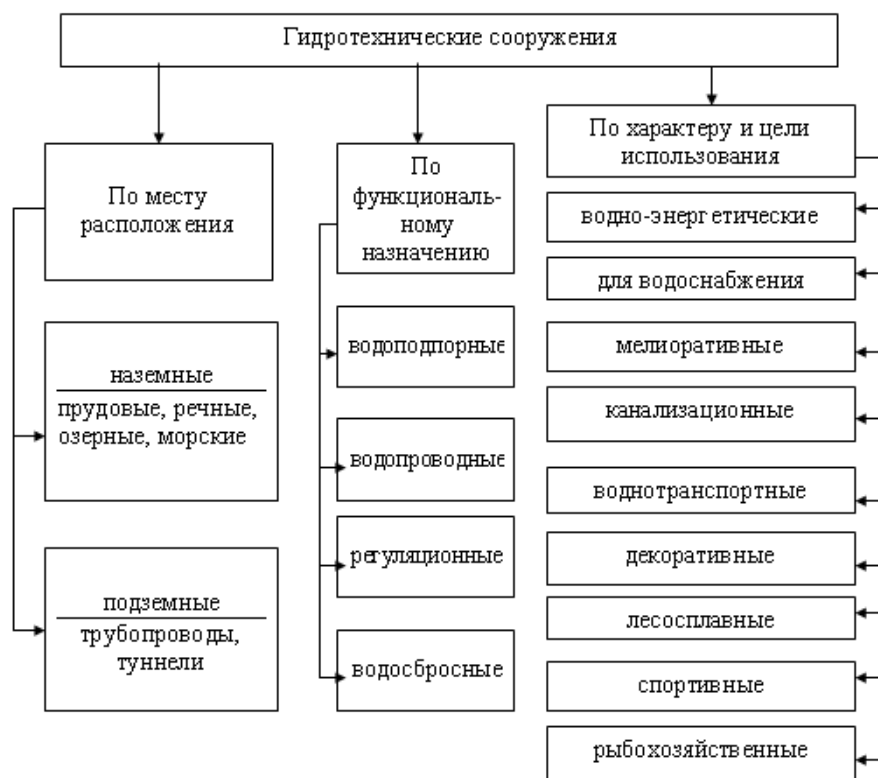 Гидротехнические сооружения
По месту
расположения
наземные
прудовые, речные,
озерные, морские
подземные
трубопроводы,
туннели
По
функциональ-
ному
назначению
водоподпорные
водопроводные
регуляционные
водосбросные
По характеру и цели
использования
водно-энергетические
для водоснабжения
мелиоративные
канализационные
воднотранспортные
декоративные
лесосплавные
спортивные
рыбохозяйственные